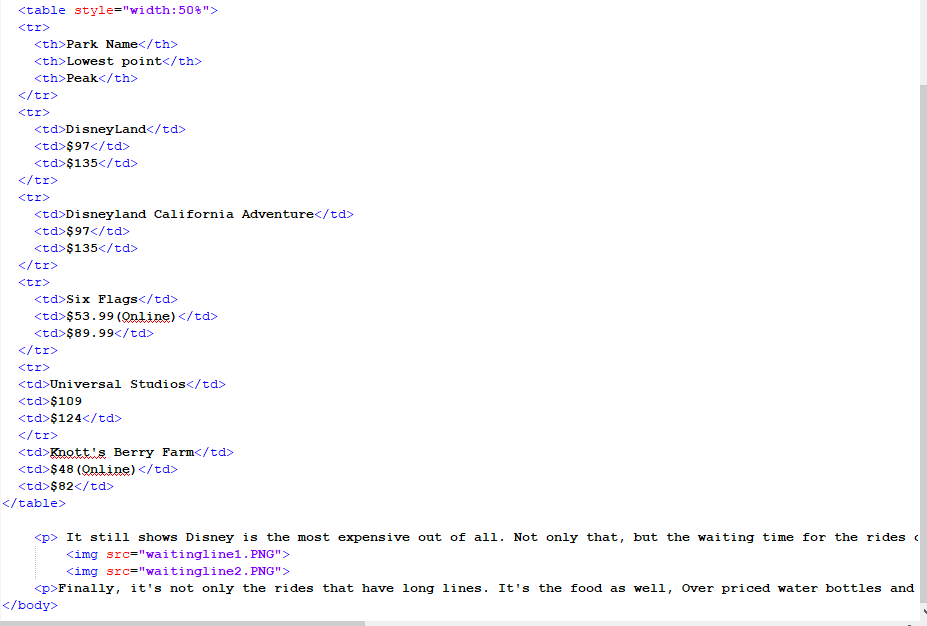 <table style="width:50%">
<tr>
<th>Park Name</th>
<th>Lowest point</th>
<th>Peak</th>
</tr>
<tr>
<td>DisneyLand</td>
<td>$97</td>
<td>$135</td>
</tr>
<tr>
<td>Disneyland California Adventure</td>
<td>$97</td>
<td>$135</td>
</tr>
<tr>
<td>Six Flags</td>
<td>$53.99(Online)</td>
<td>$89.99</td>
</tr>
<tr>
<td>Universal Studios</td>
<td>$109
<td>$124</td>
</tr>
<td>Knott's Berry Farm</td>
<td>$48(Online)</td>
<td>$82</td>
</table>
<p> It still shows Disney is the most expensive out of all. Not only that, but the waiting time for the rides
<img src="waitingline1.PNG">
<img src="waitingline2.PNG">
<p>Finally, it's not only the rides that have long lines. It's the food as well, Over priced water bottles and
</body>